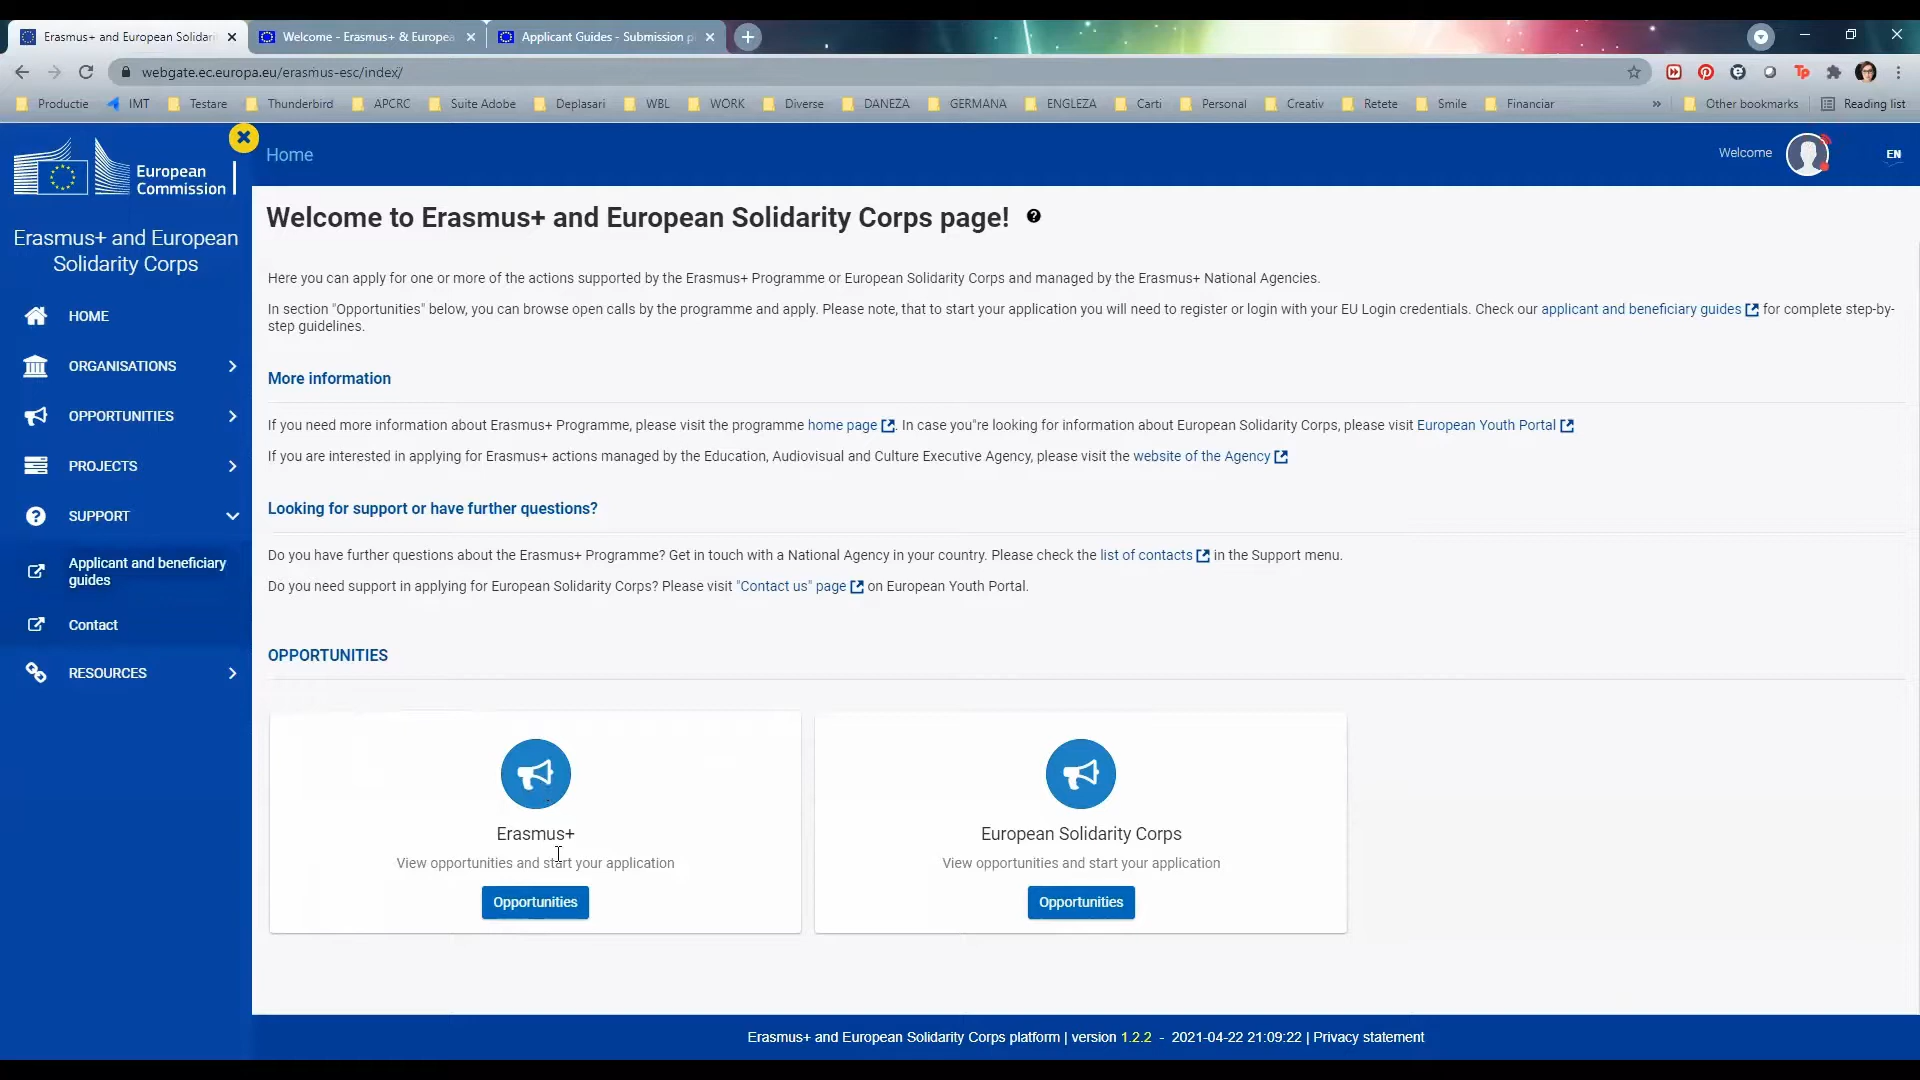 Erasmus+ and European Solidari
Welcome - Erasmus+ & Europea
Applicant Guides - Submission p
webgate.ec.europa.eu/erasmus-esc/index/
Productie IMT Testare Thunderbird APCRC Suite Adobe Deplasari WBL WORK Diverse DANEZA GERMANA ENGLEZA Carti Personal Creativ Retete Smile Financiar » Other bookmarks Reading list
European
Commission
Home
Welcome
EN
Erasmus+ and European
Solidarity Corps
HOME
ORGANISATIONS
OPPORTUNITIES
PROJECTS
SUPPORT
Applicant and beneficiary
guides
Contact
RESOURCES
Welcome to Erasmus+ and European Solidarity Corps page!
Here you can apply for one or more of the actions supported by the Erasmus+ Programme or European Solidarity Corps and managed by the Erasmus+ National Agencies.
In section "Opportunities" below, you can browse open calls by the programme and apply. Please note, that to start your application you will need to register or login with your EU Login credentials. Check our applicant and beneficiary guides for complete step-by-
step guidelines.
More information
If you need more information about Erasmus+ Programme, please visit the programme home page . In case you"re looking for information about European Solidarity Corps, please visit European Youth Portal
If you are interested in applying for Erasmus+ actions managed by the Education, Audiovisual and Culture Executive Agency, please visit the website of the Agency
Looking for support or have further questions?
Do you have further questions about the Erasmus+ Programme? Get in touch with a National Agency in your country. Please check the list of contacts in the Support menu.
Do you need support in applying for European Solidarity Corps? Please visit "Contact us" page on European Youth Portal.
OPPORTUNITIES
Erasmus+
View opportunities and start your application
Opportunities
European Solidarity Corps
View opportunities and start your application
Opportunities
Erasmus+ and European Solidarity Corps platform | version 1.2.2 - 2021-04-22 21:09:22 | Privacy statement